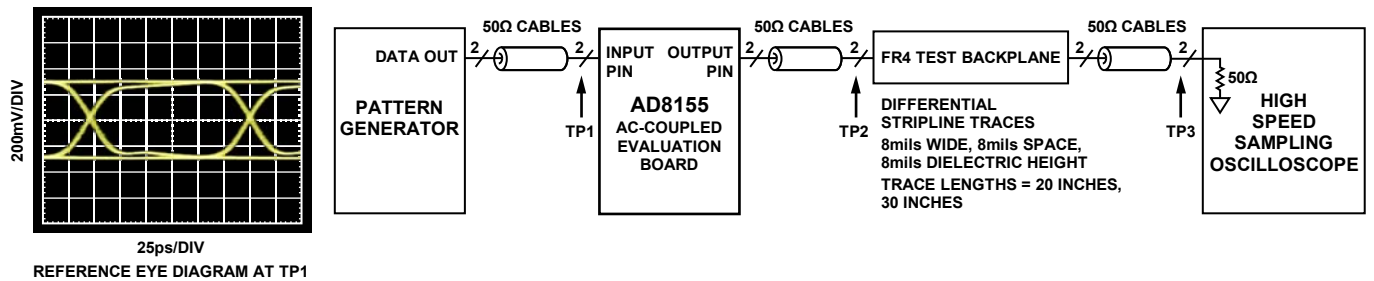 200mV/DIV
25ps/DIV
REFERENCE EYE DIAGRAM AT TP1
DATA OUT
PATTERN
GENERATOR
50Ω CABLES
2
2
TP1
INPUT
PIN
OUTPUT
PIN
AD8155
AC-COUPLED
EVALUATION
BOARD
50Ω CABLES
2
2
TP2
FR4 TEST BACKPLANE
DIFFERENTIAL
STRIPLINE TRACES
8mils WIDE, 8mils SPACE,
8mils DIELECTRIC HEIGHT
TRACE LENGTHS = 20 INCHES,
30 INCHES
50Ω CABLES
2
2
TP3
50Ω
HIGH
SPEED
SAMPLING
OSCILLOSCOPE